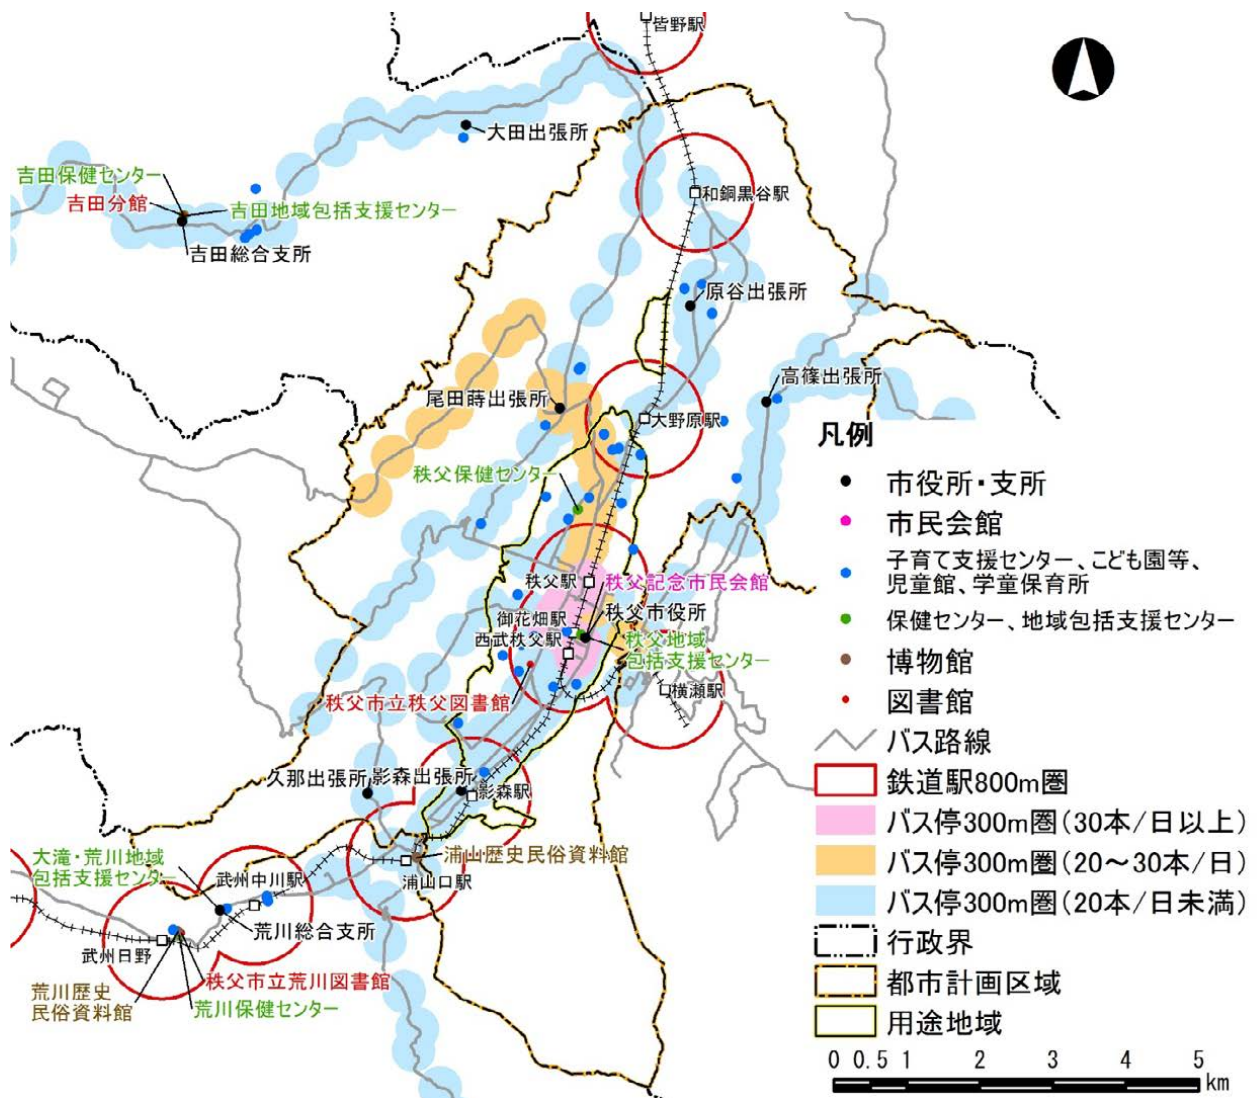 皆野駅
大田出張所
吉田保健センター
吉田分館
吉田地域包括支援センター
吉田総合支所
和銅黒谷駅
原谷出張所
高篠出張所
尾田蒔出張所
大野原駅
秩父保健センター
秩父駅
秩父記念市民会館
御花畑駅
秩父市役所
西武秩父駅
秩父地域
包括支援センター
横瀬駅
秩父市立秩父図書館
久那出張所
影森出張所
影森駅
浦山歴史民俗資料館
浦山口駅
大滝・荒川地域
包括支援センター
武州中川駅
荒川総合支所
武州日野
秩父市立荒川図書館
荒川歴史
民俗資料館
荒川保健センター
凡例
市役所・支所
市民会館
子育て支援センター、こども園等、
児童館、学童保育所
保健センター、地域包括支援センター
博物館
図書館
バス路線
鉄道駅800m圏
バス停300m圏(30本/日以上)
バス停300m圏(20～30本/日)
バス停300m圏(20本/日未満)
行政界
都市計画区域
用途地域
0 0.5 1 2 3 4 5
km